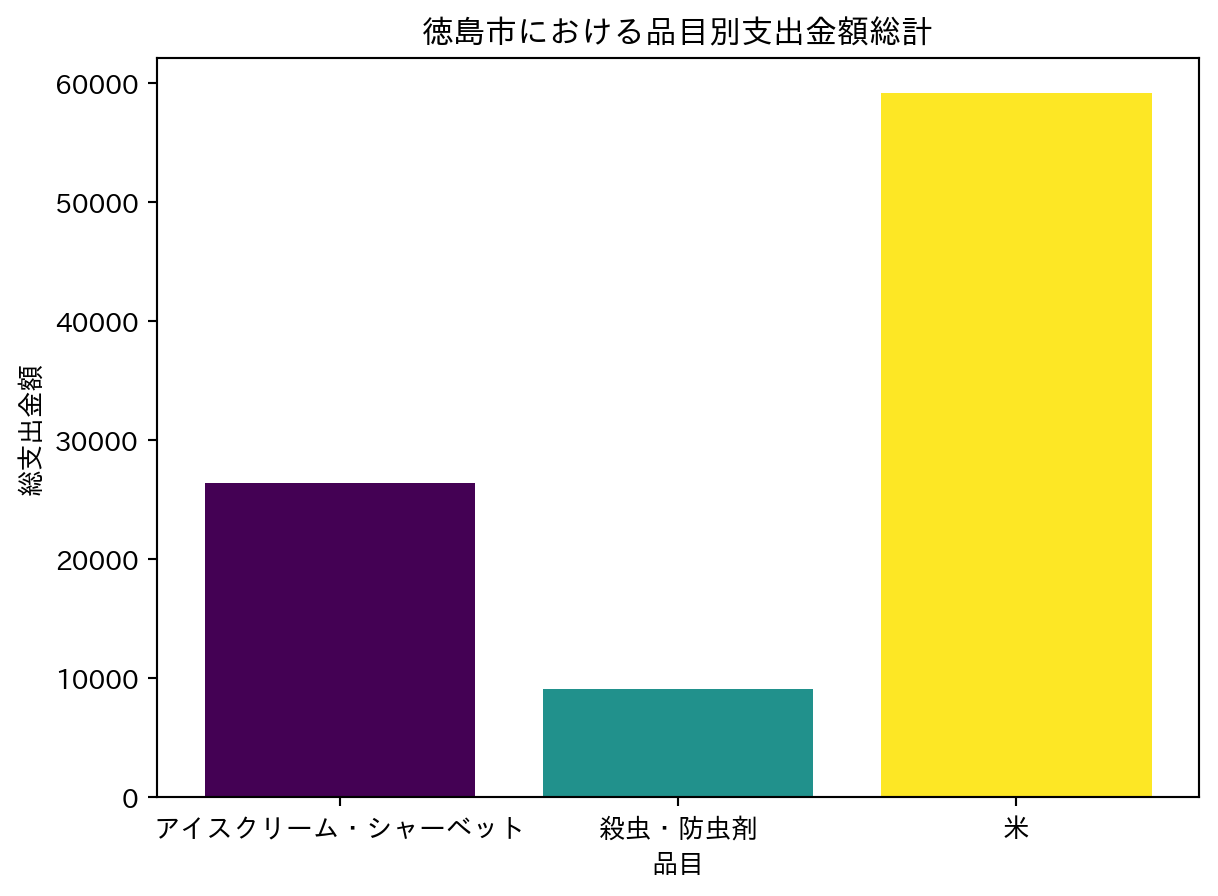 徳島市における品目別支出金額総計
総支出金額
60000
50000
40000
30000
20000
10000
0
アイスクリーム・シャーベット
殺虫・防虫剤
米
品目